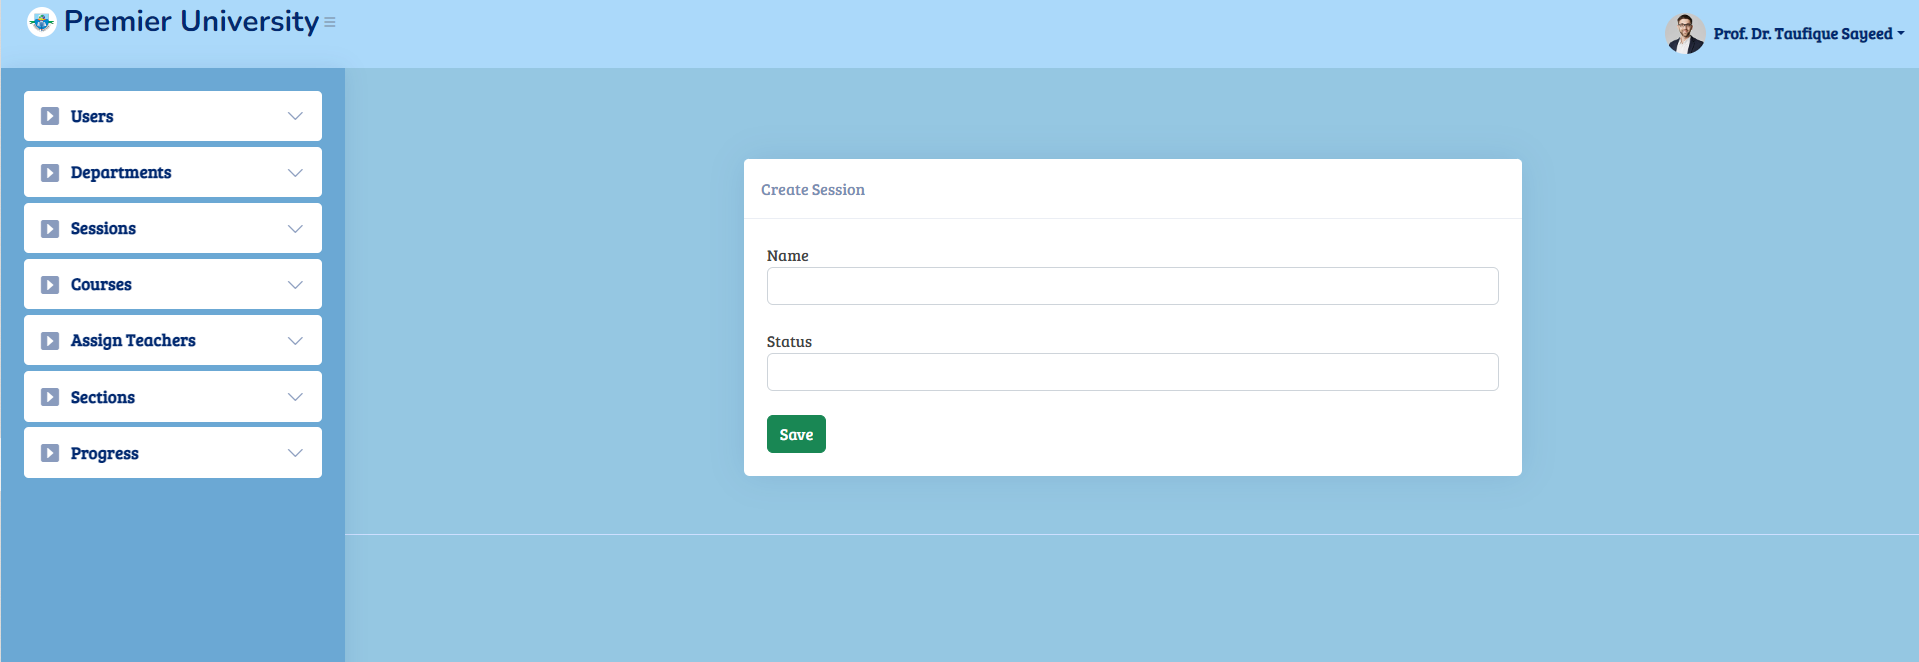 Premier University
Prof. Dr. Taufique Sayeed
Users
Departments
Sessions
Courses
Assign Teachers
Sections
Progress
Create Session
Name
Status
Save